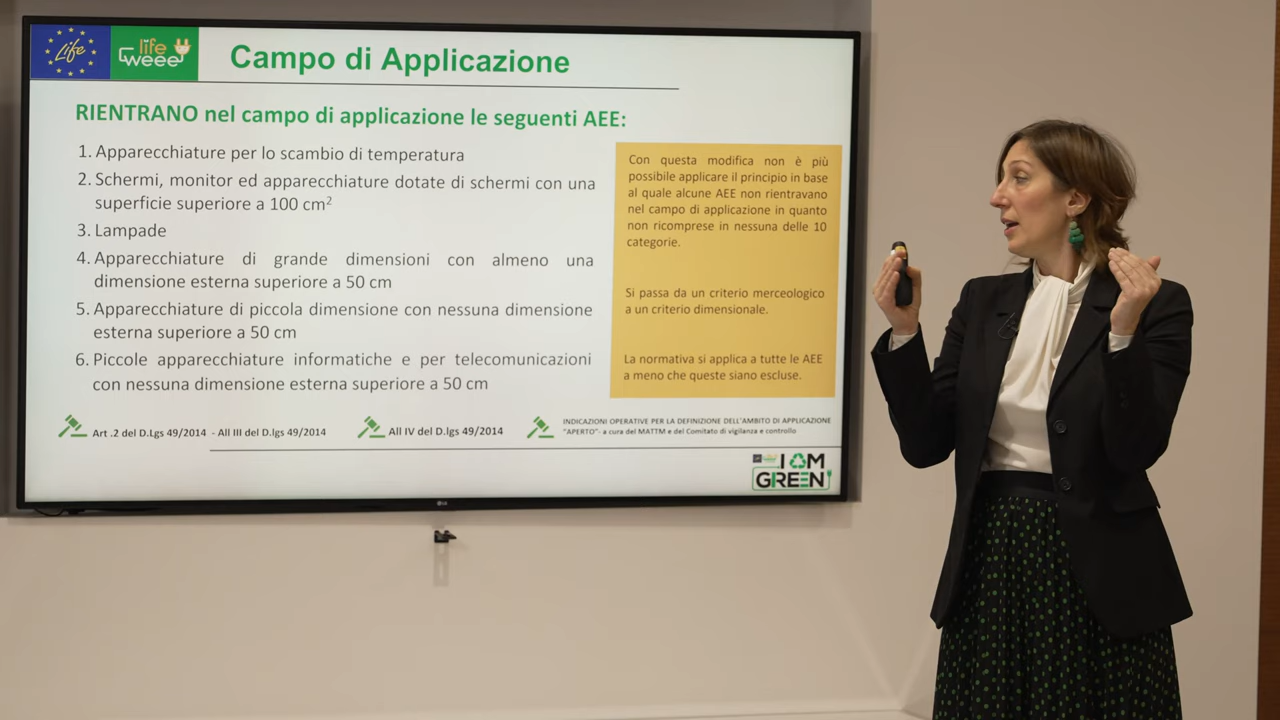 Life
life
weee
Campo di Applicazione
RIENTRANO nel campo di applicazione le seguenti AEE:
1. Apparecchiature per lo scambio di temperatura
2. Schermi, monitor ed apparecchiature dotate di schermi con una
superficie superiore a 100 cm²
3. Lampade
4. Apparecchiature di grande dimensioni con almeno una
dimensione esterna superiore a 50 cm
5. Apparecchiature di piccola dimensione con nessuna dimensione
esterna superiore a 50 cm
6. Piccole apparecchiature informatiche e per telecomunicazioni
con nessuna dimensione esterna superiore a 50 cm
Con questa modifica non è più
possibile applicare il principio in base
al quale alcune AEE non rientravano
nel campo di applicazione in quanto
non ricomprese in nessuna delle 10
categorie.
Si passa da un criterio merceologico
a un criterio dimensionale.
La normativa si applica a tutte le AEE
a meno che queste siano escluse.
Art .2 del D.Lgs 49/2014 - All III del D.lgs 49/2014
All IV del D.lgs 49/2014
INDICAZIONI OPERATIVE PER LA DEFINIZIONE DELL'AMBITO DI APPLICAZIONE
"APERTO"- a cura del MATTM e del Comitato di vigilanza e controllo
I AM
GREEN
LG